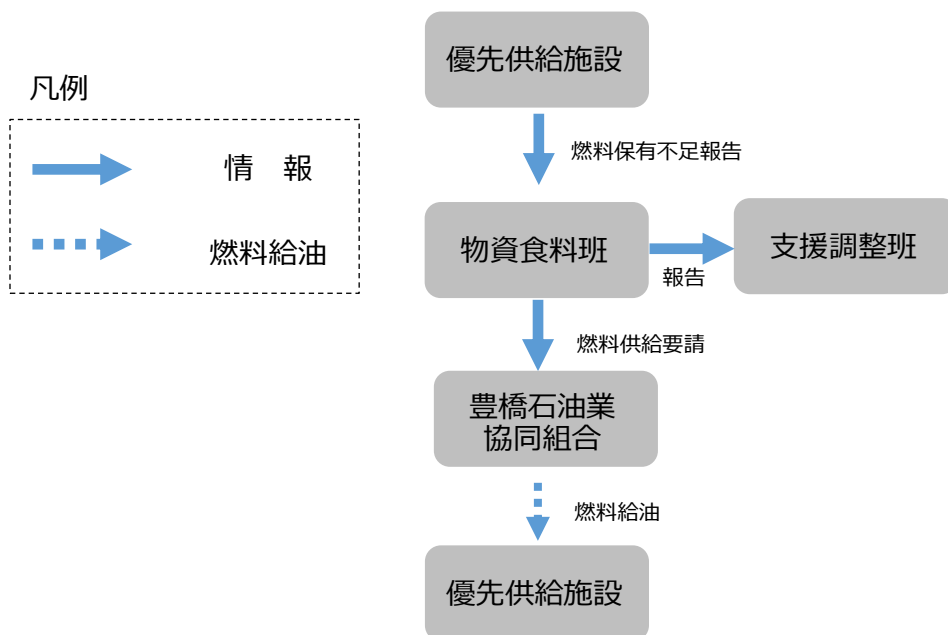 優先供給施設
凡例
情　報
燃料給油
燃料保有不足報告
物資食料班
報告
支援調整班
燃料供給要請
豊橋石油業
協同組合
燃料給油
優先供給施設